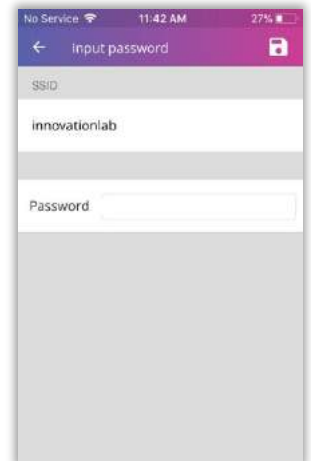 No Service 11:42 AM 27%
Input password
SSID
innovationlab
Password